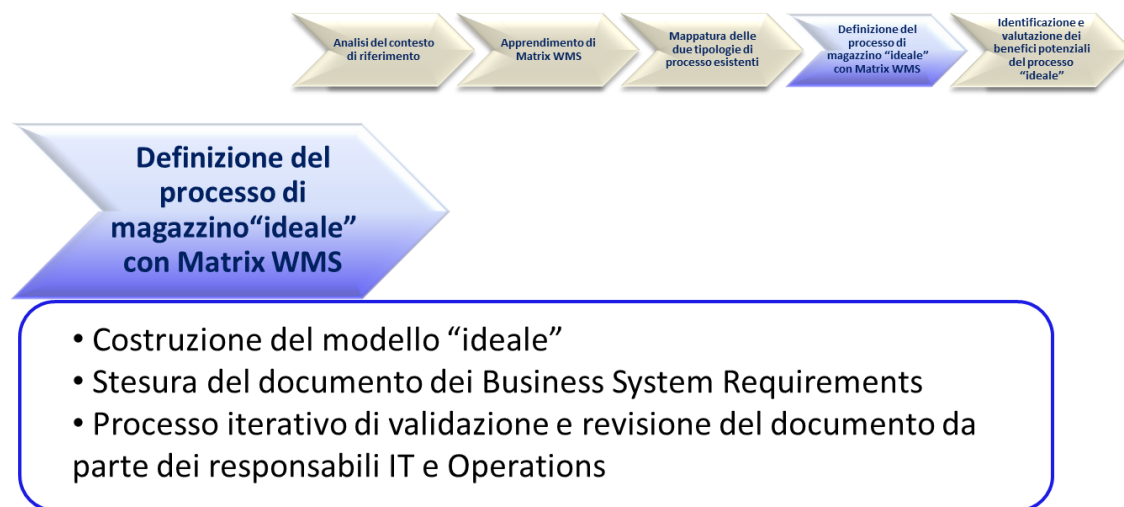 Analisi del contesto
di riferimento
Apprendimento di
Matrix WMS
Mappatura delle
due tipologie di
processo esistenti
Definizione del
processo di
magazzino “ideale”
con Matrix WMS
Identificazione e
valutazione dei
benefici potenziali
del processo
“ideale”
Definizione del
processo di
magazzino“ideale”
con Matrix WMS
• Costruzione del modello “ideale”
• Stesura del documento dei Business System Requirements
• Processo iterativo di validazione e revisione del documento da
parte dei responsabili IT e Operations